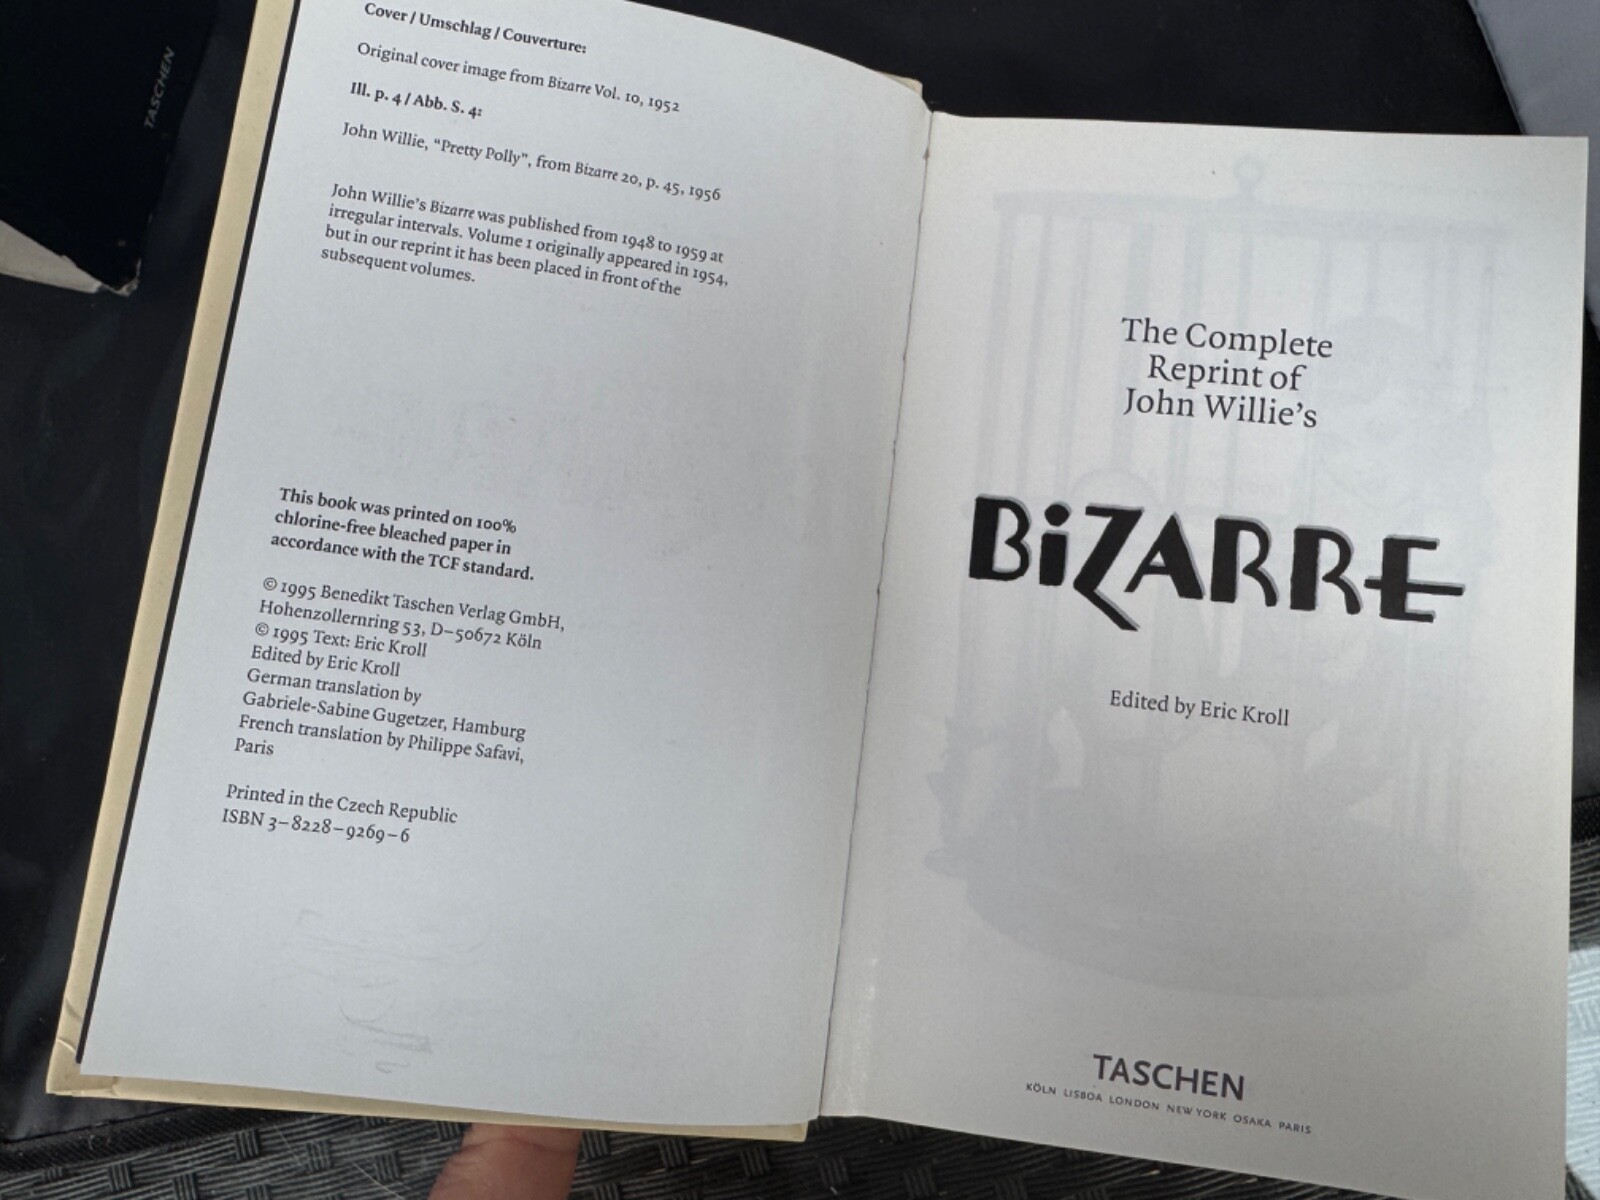 TASCHEN
Cover / Umschlag / Couverture:
Original cover image from Bizarre Vol. 10, 1952
Ill. p. 4 / Abb. S. 4:
John Willie, “Pretty Polly”, from Bizarre 20, p. 45, 1956
John Willie’s Bizarre was published from 1948 to 1959 at
irregular intervals. Volume 1 originally appeared in 1954,
but in our reprint it has been placed in front of the
subsequent volumes.
This book was printed on 100%
chlorine-free bleached paper in
accordance with the TCF standard.
© 1995 Benedikt Taschen Verlag GmbH,
Hohenzollernring 53, D–50672 Köln
© 1995 Text: Eric Kroll
Edited by Eric Kroll
German translation by
Gabriele-Sabine Gugetzer, Hamburg
French translation by Philippe Safavi,
Paris
Printed in the Czech Republic
ISBN 3–8228–9269–6
The Complete
Reprint of
John Willie’s
BiZARRE
Edited by Eric Kroll
TASCHEN
KÖLN LISBOA LONDON NEW YORK OSAKA PARIS